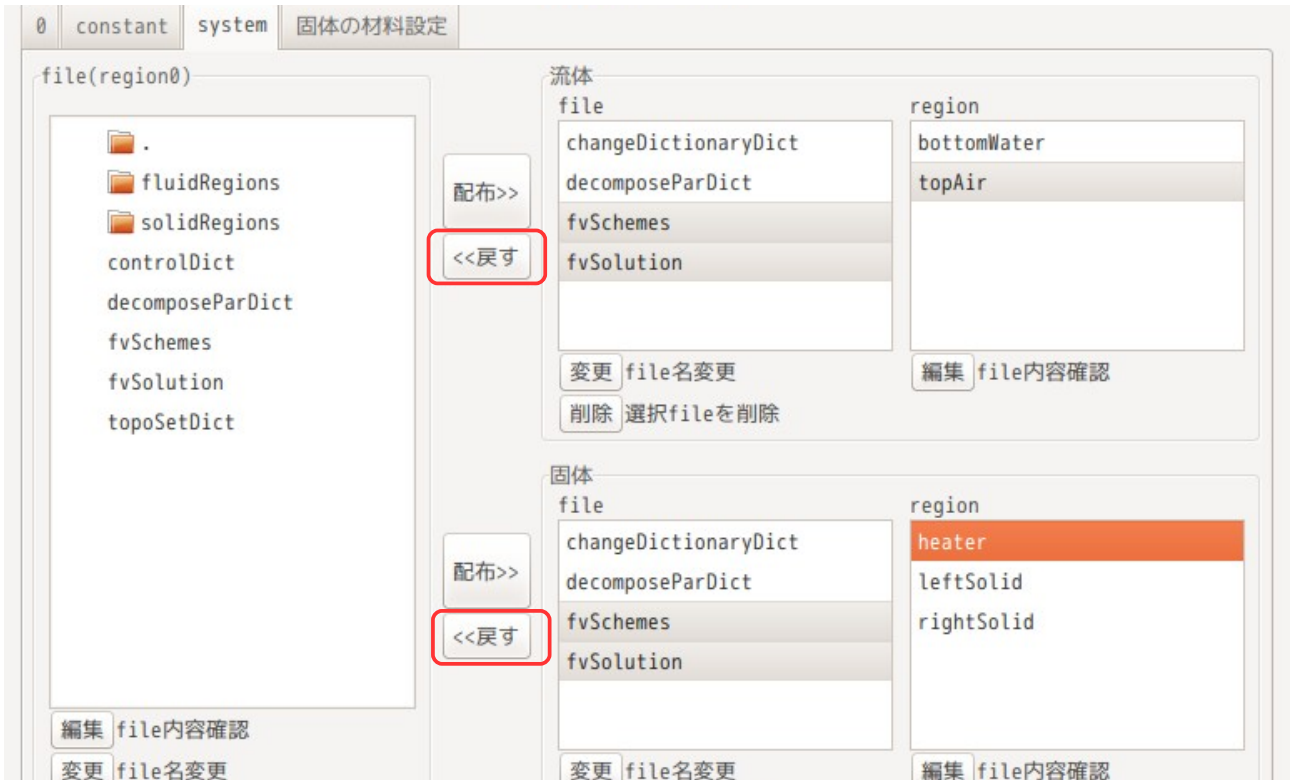 0 constant system 固体の材料設定
file(region0)
.
fluidRegions
solidRegions
controlDict
decomposeParDict
fvSchemes
fvSolution
topoSetDict
編集 file内容確認
変更 file名変更
配布>>
<<戻す
流体
file
changeDictionaryDict
decomposeParDict
fvSchemes
fvSolution
変更 file名変更
削除 選択fileを削除
region
bottomWater
topAir
編集 file内容確認
配布>>
<<戻す
固体
file
changeDictionaryDict
decomposeParDict
fvSchemes
fvSolution
変更 file名変更
region
heater
leftSolid
rightSolid
編集 file内容確認